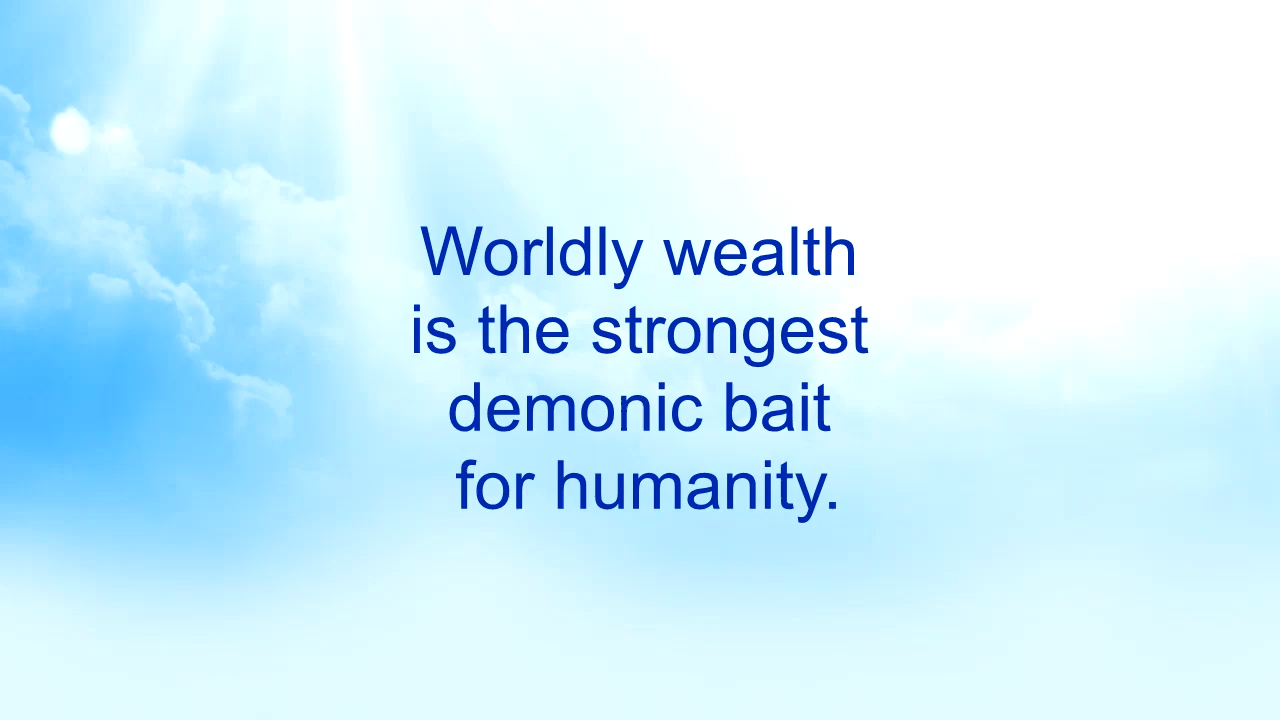 Worldly wealth
is the strongest
demonic bait
for humanity.